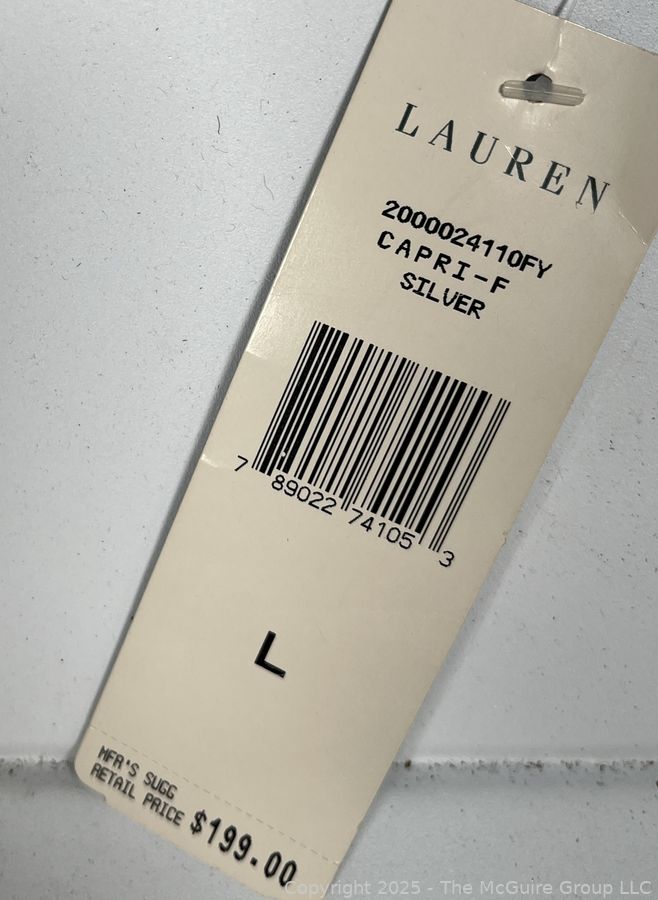 LAUREN
2000024110FY
CAPRI-F
SILVER
7 89022 74105 3
L
MFR'S SUGG
RETAIL PRICE $199.00
Copyright 2025 - The McGuire Group LLC